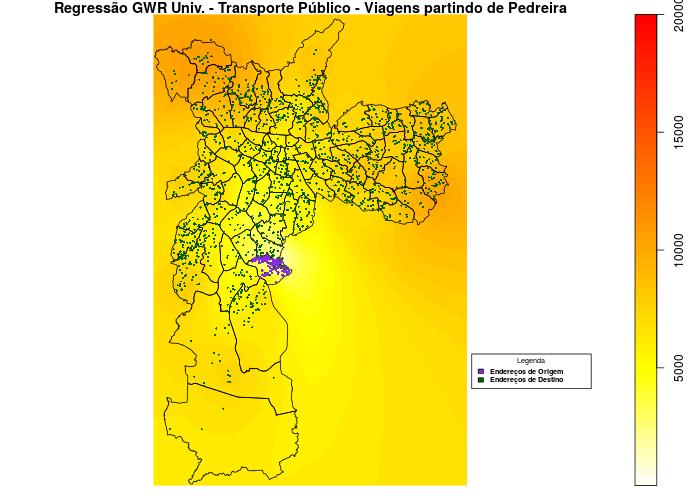 Regressão GWR Univ. - Transporte Público - Viagens partindo de Pedreira
20000
15000
10000
5000
Legenda
Endereços de Origem
Endereços de Destino